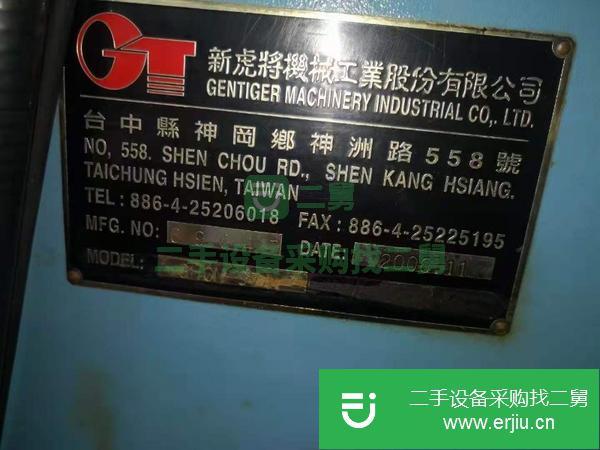 GT
新虎將機械工業股份有限公司
GENTIGER MACHINERY INDUSTRIAL CO,. LTD.
台中縣神岡鄉神洲路558號
NO, 558. SHEN CHOU RD., SHEN KANG HSIANG.
TAICHUNG HSIEN, TAIWAN
TEL: 886-4-25206018 FAX: 886-4-25225195
MFG. NO: DATE:
MODEL:
二舅
二手设备采购找二舅
二手设备采购找二舅
www.erjiu.cn